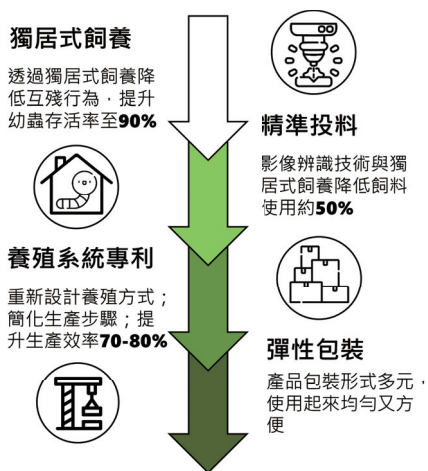 獨居式飼養
透過獨居式飼養降
低互殘行為，提升
幼蟲存活率至90%
精準投料
影像辨識技術與獨
居式飼養降低飼料
使用約50%
養殖系統專利
重新設計養殖方式；
簡化生產步驟；提
升生產效率70-80%
彈性包裝
產品包裝形式多元，
使用起來均勻又方
便